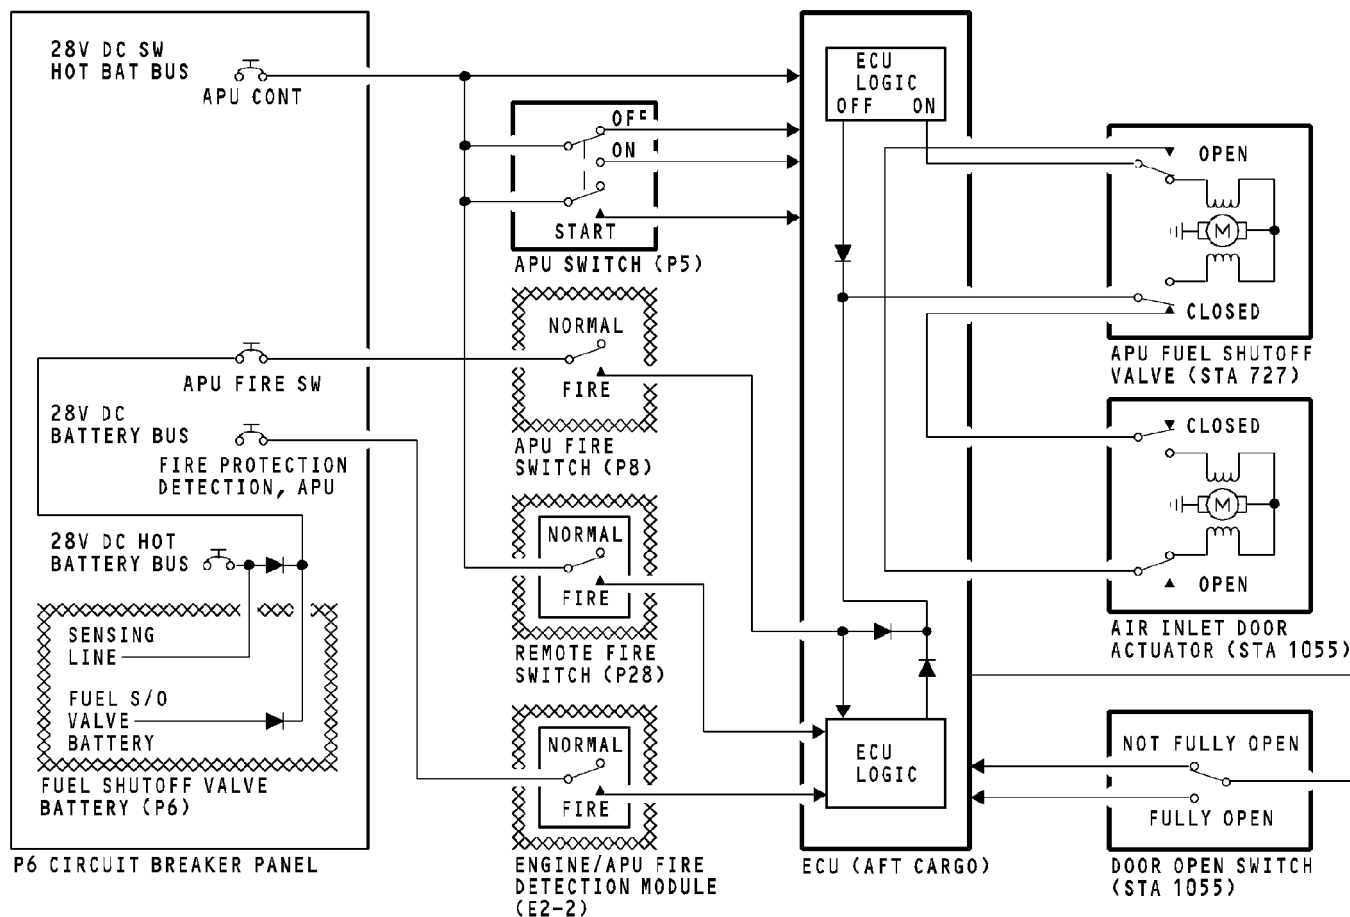 28V DC SW
HOT BAT BUS
APU CONT
APU FIRE SW
28V DC
BATTERY BUS
FIRE PROTECTION
DETECTION, APU
28V DC HOT
BATTERY BUS
SENSING
LINE
FUEL S/O
VALVE
BATTERY
FUEL SHUTOFF VALVE
BATTERY (P6)
P6 CIRCUIT BREAKER PANEL
OFF
ON
START
APU SWITCH (P5)
NORMAL
FIRE
APU FIRE
SWITCH (P8)
NORMAL
FIRE
REMOTE FIRE
SWITCH (P28)
NORMAL
FIRE
ENGINE/APU FIRE
DETECTION MODULE
(E2-2)
ECU
LOGIC
OFF ON
ECU
LOGIC
ECU (AFT CARGO)
OPEN
M
CLOSED
APU FUEL SHUTOFF
VALVE (STA 727)
CLOSED
M
OPEN
AIR INLET DOOR
ACTUATOR (STA 1055)
NOT FULLY OPEN
FULLY OPEN
DOOR OPEN SWITCH
(STA 1055)